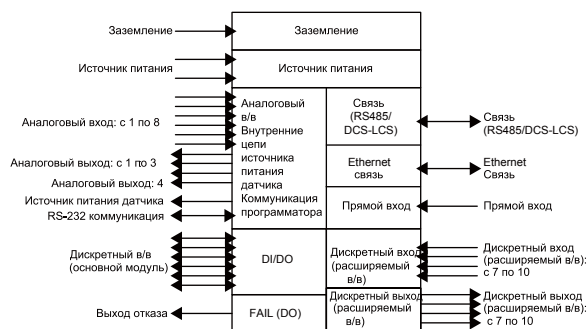 Заземление
Заземление
Источник питания
Источник питания
Аналоговый вход: с 1 по 8
Аналоговый выход: с 1 по 3
Аналоговый выход: 4
Источник питания датчика
RS-232 коммуникация
Аналоговый
в/в
Внутренние
цепи
источника
питания
датчика
Коммуникация
программатора
Связь
(RS485/
DCS-LCS)
Связь
(RS485/DCS-LCS)
Ethernet
связь
Ethernet
Связь
Прямой вход
Прямой вход
Дискретный в/в
(основной модуль)
DI/DO
Дискретный вход
(расширяемый
в/в)
Дискретный вход
(расширяемый в/в):
с 7 по 10
Выход отказа
FAIL (DO)
Дискретный выход
(расширяемый
в/в)
Дискретный выход
(расширяемый в/в):
с 7 по 10